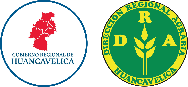 GOBIERNO REGIONAL DE
HUANCAVELICA
DIRECCION REGIONAL AGRARIA
D R A
HUANCAVELICA